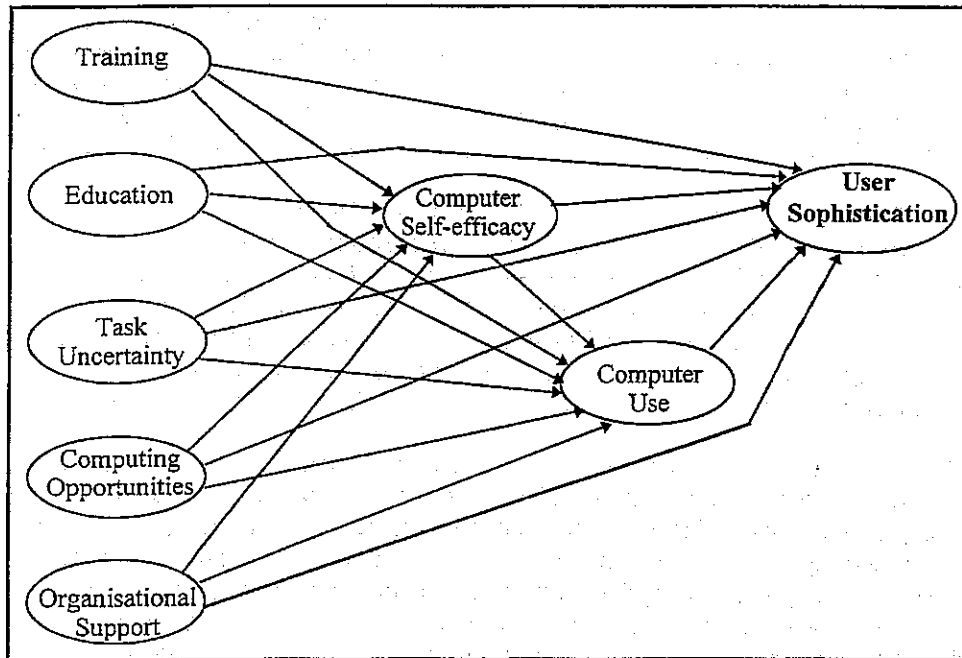 Training
Education
Computer
Self-efficacy
User
Sophistication
Task
Uncertainty
Computer
Use
Computing
Opportunities
Organisational
Support